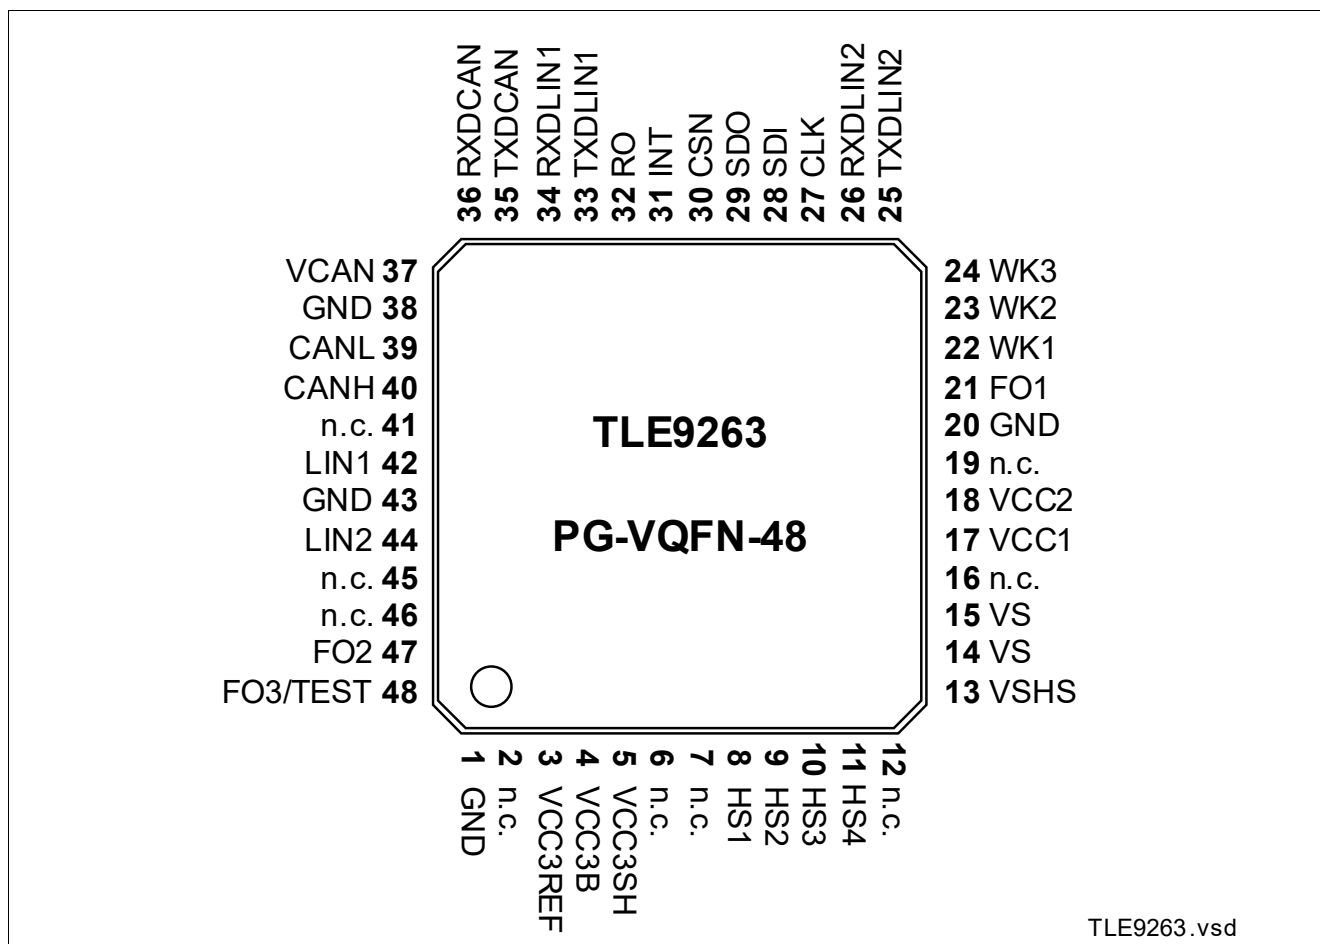 36 RXDCAN
35 TXDCAN
34 RXDLIN1
33 TXDLIN1
32 RO
31 INT
30 CSN
29 SDO
28 SDI
27 CLK
26 RXDLIN2
25 TXDLIN2
VCAN 37
GND 38
CANL 39
CANH 40
n.c. 41
LIN1 42
GND 43
LIN2 44
n.c. 45
n.c. 46
FO2 47
FO3/TEST 48
TLE9263
PG-VQFN-48
24 WK3
23 WK2
22 WK1
21 FO1
20 GND
19 n.c.
18 VCC2
17 VCC1
16 n.c.
15 VS
14 VS
13 VSHS
1 GND
2 n.c.
3 VCC3REF
4 VCC3B
5 VCC3SH
6 n.c.
7 n.c.
8 HS1
9 HS2
10 HS3
11 HS4
12 n.c.
TLE9263.vsd